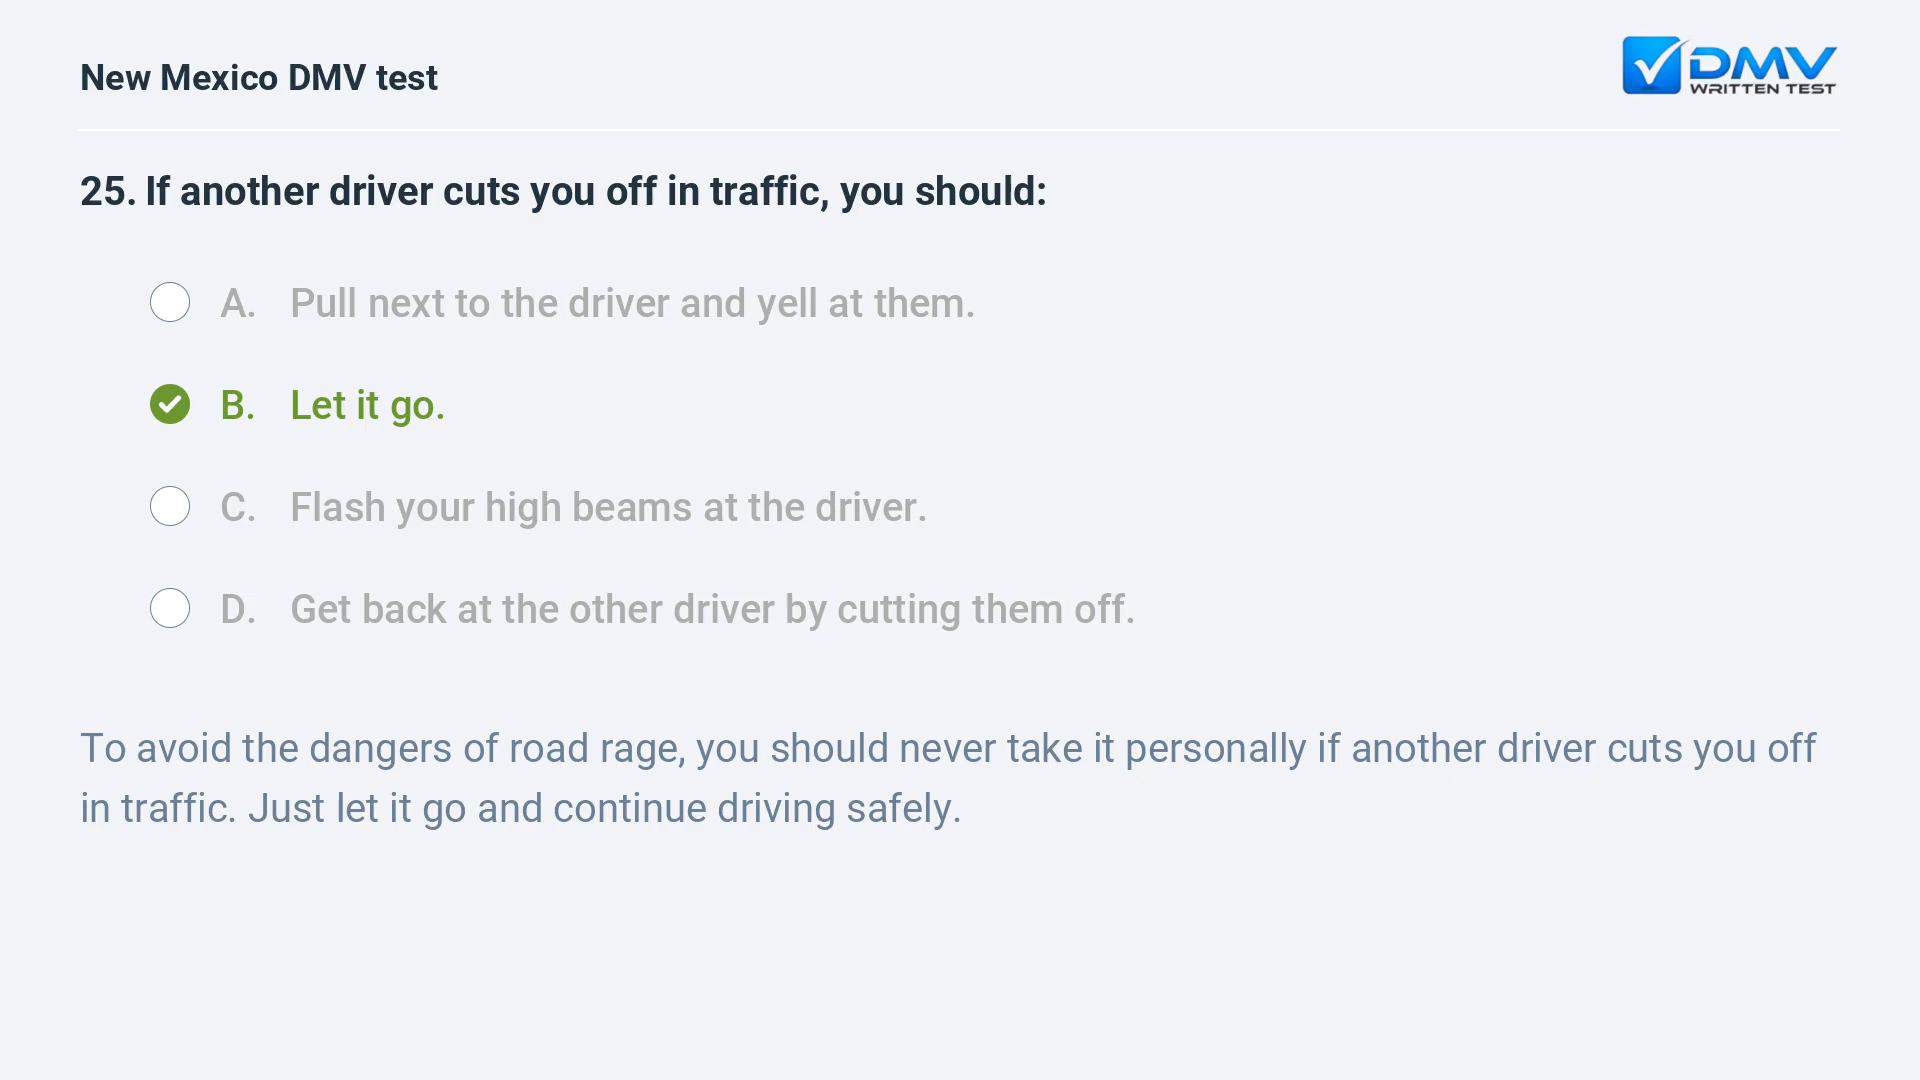 New Mexico DMV test
DMV
WRITTEN TEST
25. If another driver cuts you off in traffic, you should:
A. Pull next to the driver and yell at them.
B. Let it go.
C. Flash your high beams at the driver.
D. Get back at the other driver by cutting them off.
To avoid the dangers of road rage, you should never take it personally if another driver cuts you off
in traffic. Just let it go and continue driving safely.